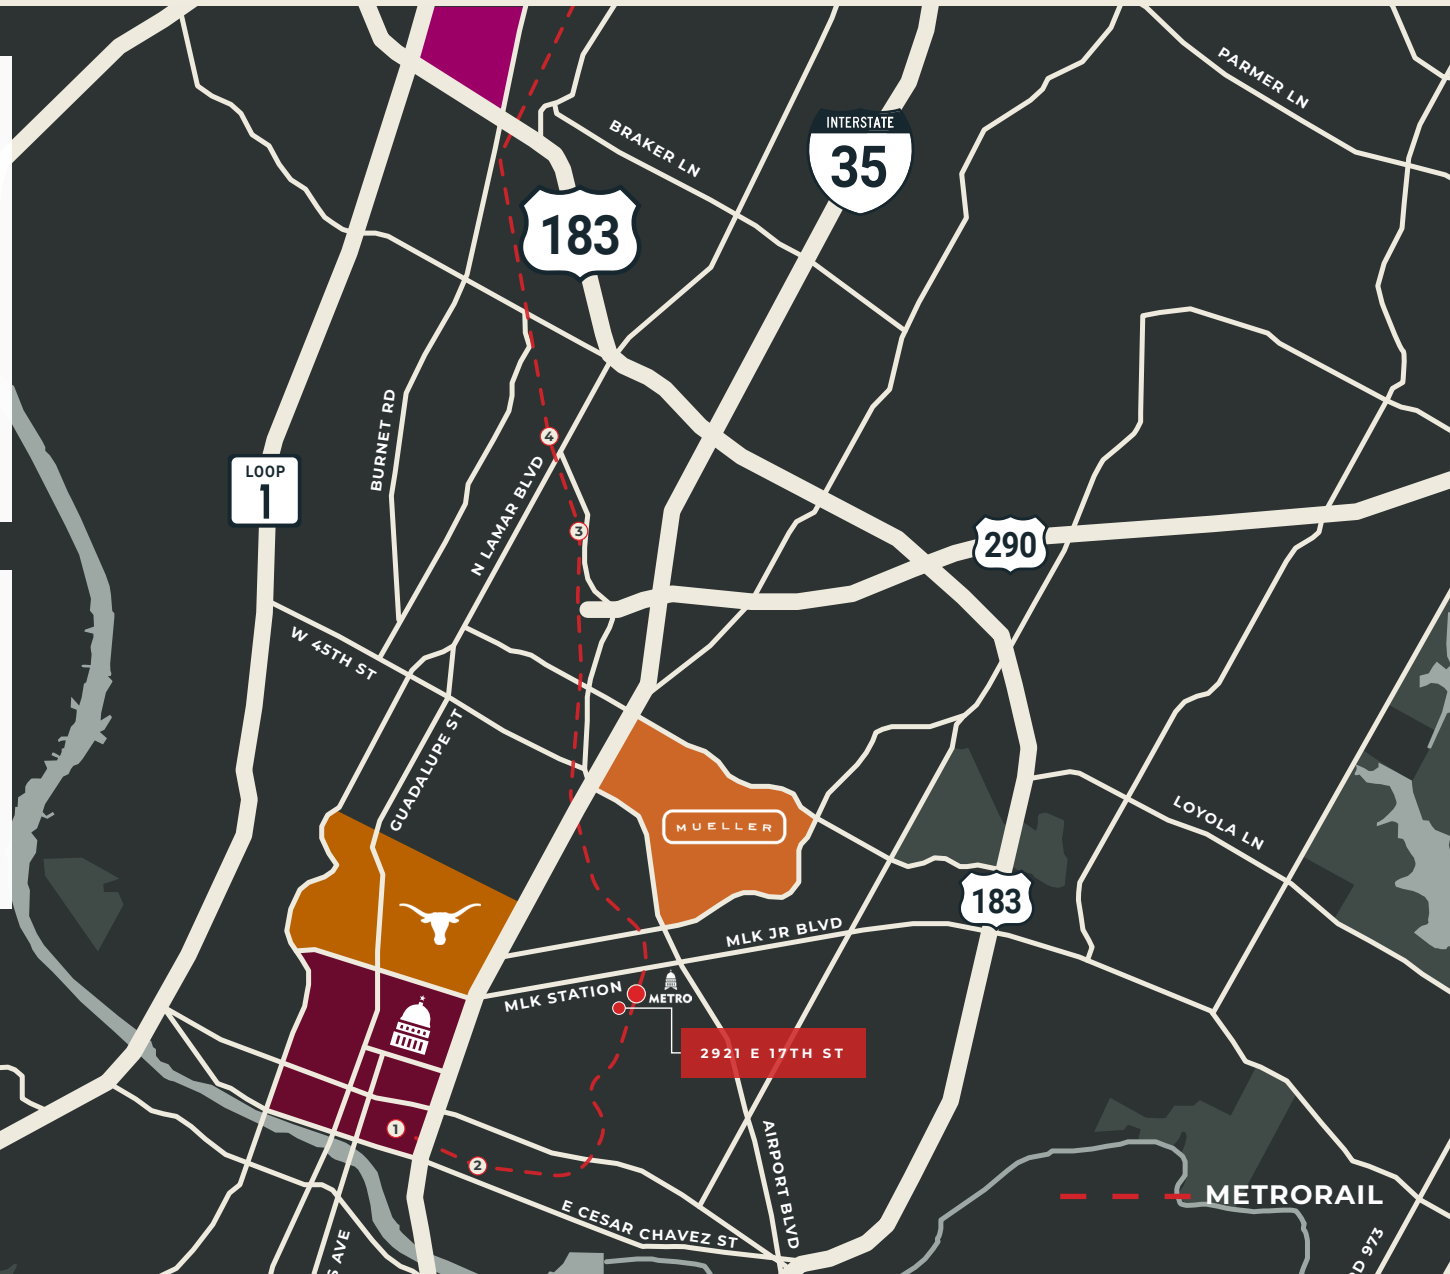 PARMER LN
BRAKER LN
INTERSTATE
35
183
BURNET RD
LOOP
1
N LAMAR BLVD
4
3
290
W 45TH ST
GUADALUPE ST
MUELLER
LOYOLA LN
183
MLK JR BLVD
MLK STATION
METRO
2921 E 17TH ST
1
2
AIRPORT BLVD
E CESAR CHAVEZ ST
METRORAIL
AVE
973